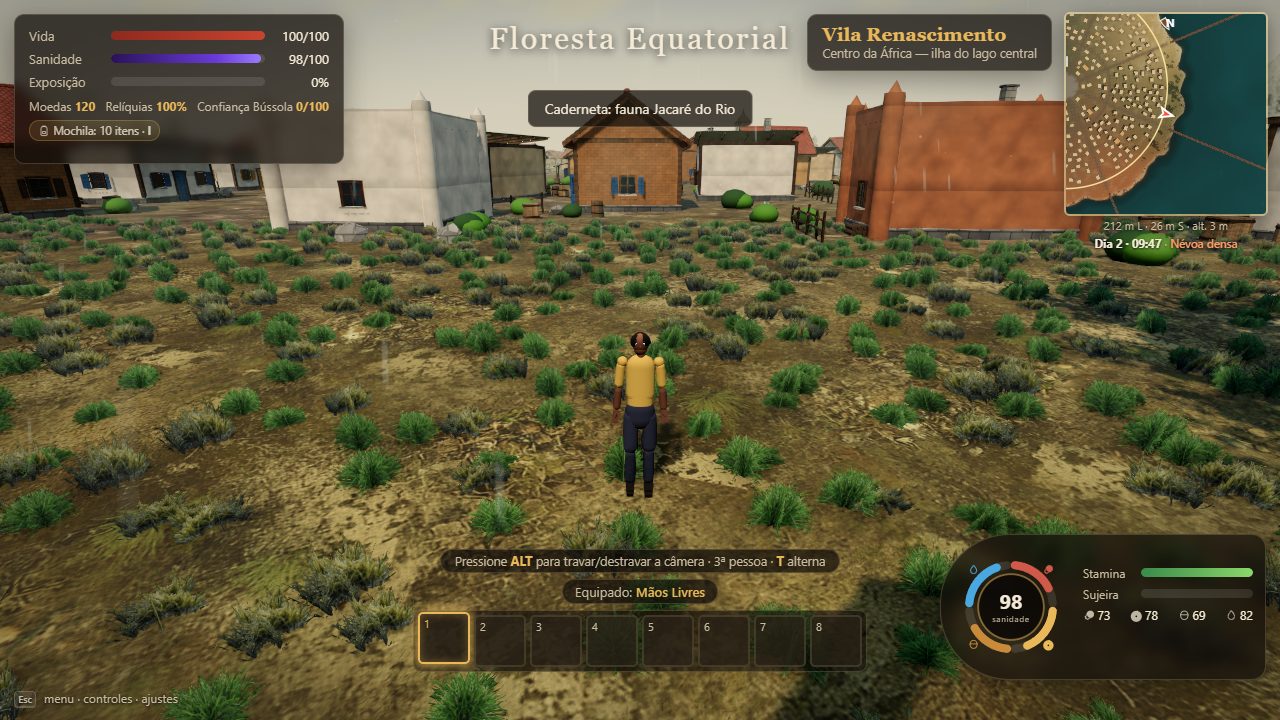 Vida 100/100
Sanidade 98/100
Exposição 0%
Moedas 120 Relíquias 100% Confiança Bússola 0/100
Mochila: 10 itens · I
Floresta Equatorial
Caderneta: fauna Jacaré do Rio
Vila Renascimento
Centro da África — ilha do lago central
N
212 m L · 26 m S · alt. 3 m
Dia 2 · 09:47 · Névoa densa
Pressione ALT para travar/destravar a câmera · 3ª pessoa · T alterna
Equipado: Mãos Livres
1 2 3 4 5 6 7 8
98
sanidade
Stamina
Sujeira
73 78 69 82
Esc menu · controles · ajustes